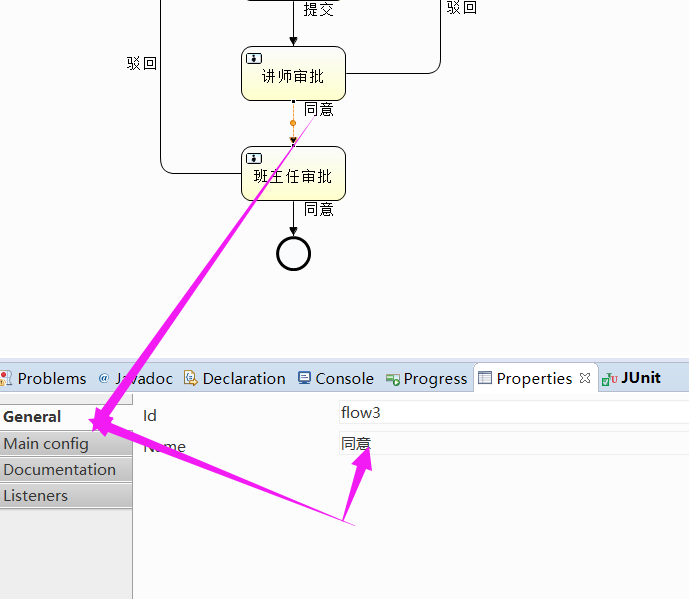 提交
驳回
驳回
讲师审批
同意
班主任审批
同意
Problems @ Javadoc Declaration Console Progress Properties JU JUnit
General
Id flow3
Main config
Name 同意
Documentation
Listeners